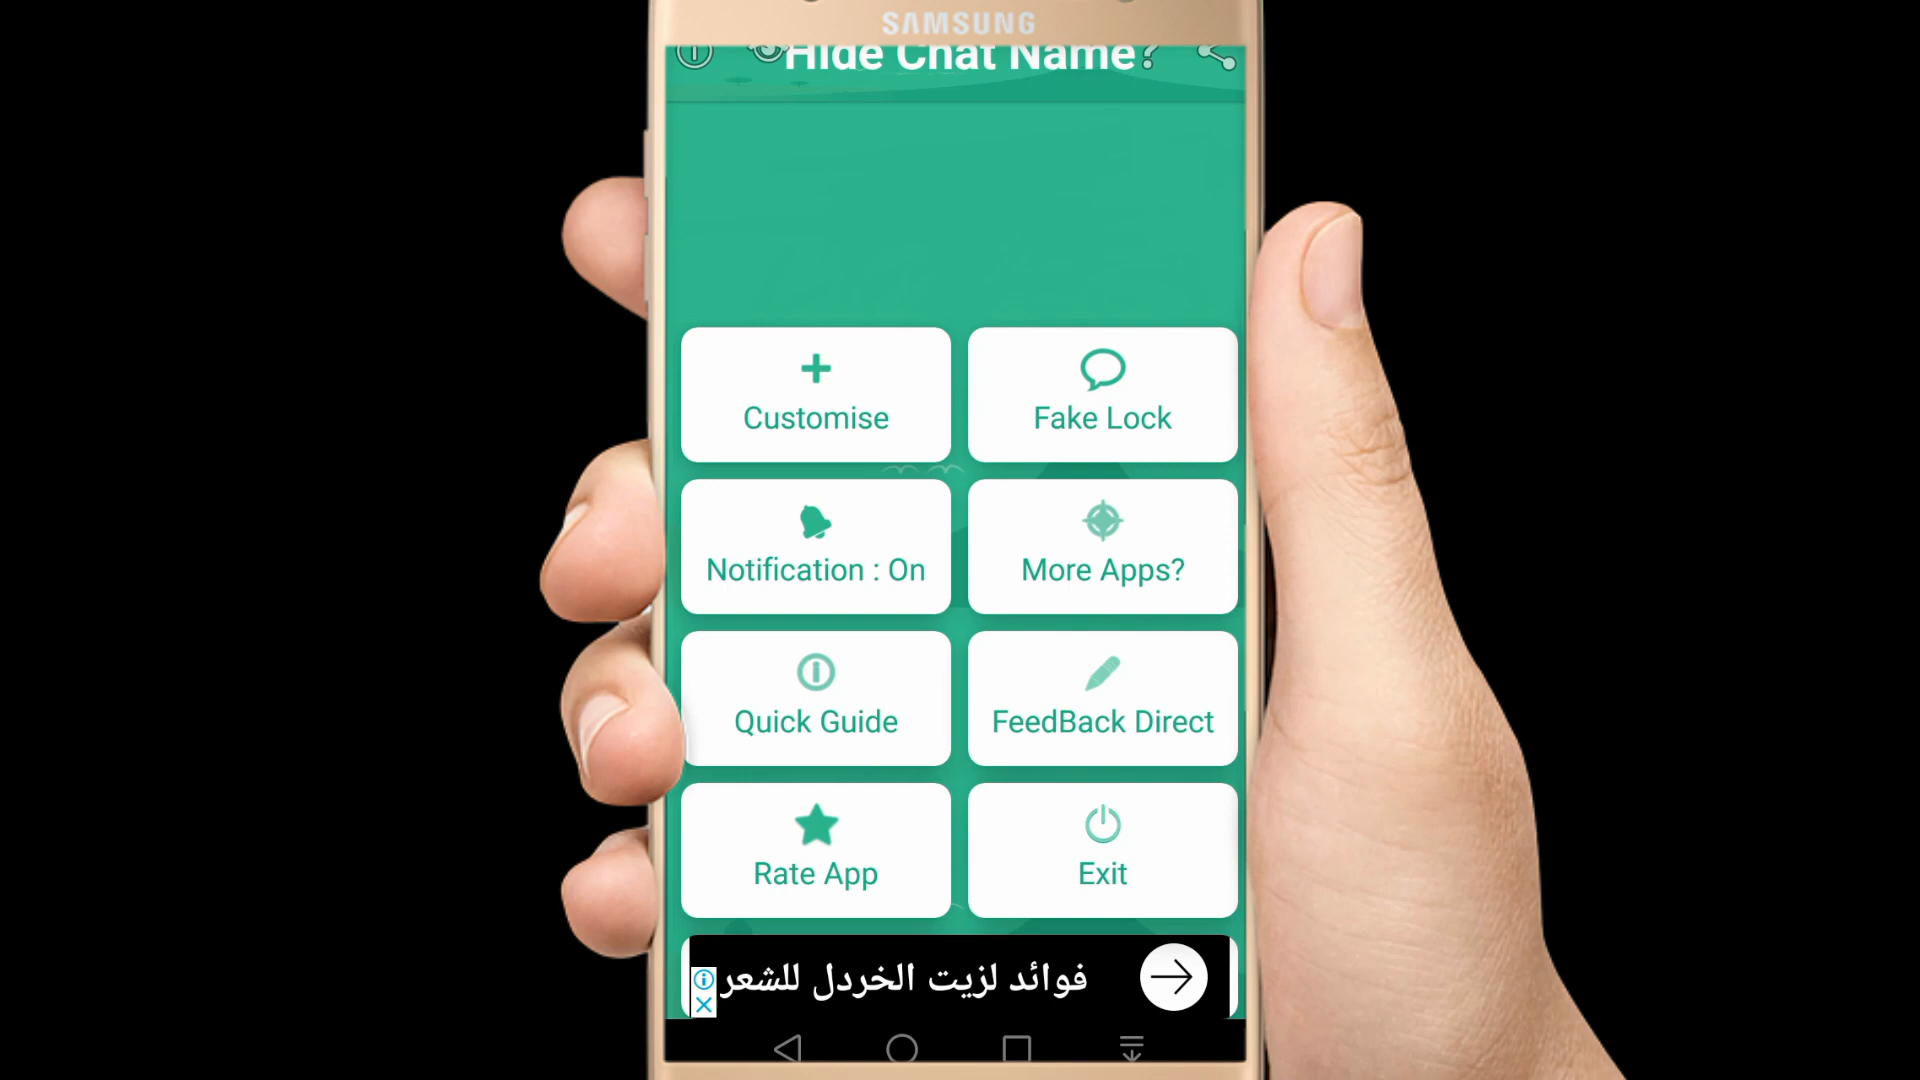 SAMSUNG
Hide Chat Name?
Customise
Fake Lock
Notification : On
More Apps?
Quick Guide
FeedBack Direct
Rate App
Exit
فوائد لزيت الخردل للشعر